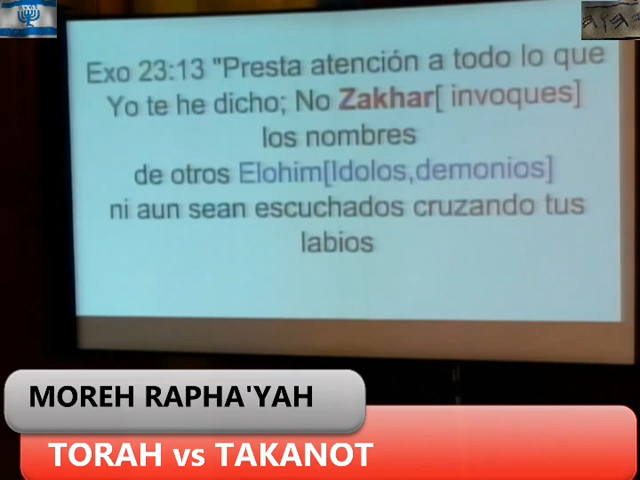 Exo 23:13 "Presta atención a todo lo que
Yo te he dicho; No Zakhar[ invoques]
los nombres
de otros Elohim[Idolos,demonios]
ni aun sean escuchados cruzando tus
labios
MOREH RAPHA'YAH
TORAH vs TAKANOT